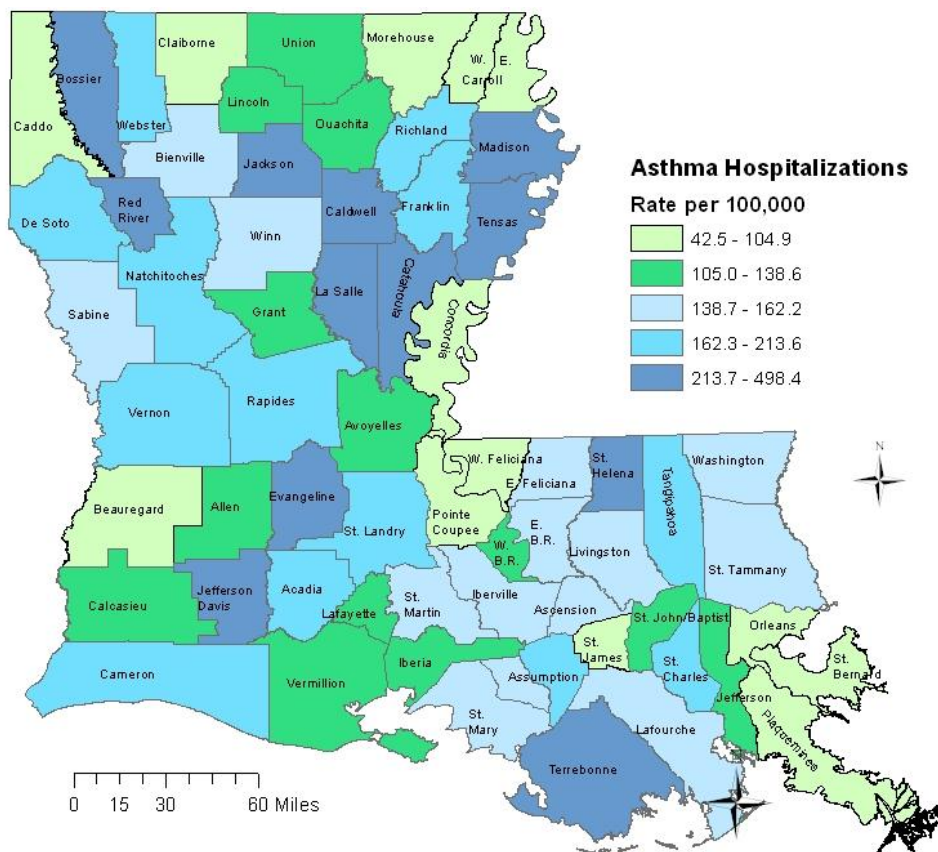 Claiborne
Union
Morehouse
W.
E.
Carroll
Bossier
Lincoln
Caddo
Webster
Ouachita
Richland
Madison
Bienville
Jackson
Red
River
Caldwell
Franklin
Tensas
De Soto
Winn
Natchitoches
La Salle
Catahoula
Sabine
Grant
Concordia
Vernon
Rapides
Avoyelles
W. Feliciana
E. Feliciana
St.
Helena
Tangipahoa
Washington
Beauregard
Allen
Evangeline
St. Landry
Pointe
Coupee
W.
B.R.
E.
B.R.
Livingston
St. Tammany
Calcasieu
Jefferson
Davis
Acadia
Lafayette
St.
Martin
Iberville
Ascension
St. John/Baptist
Orleans
Cameron
Vermillion
Iberia
Assumption
St.
James
St.
Charles
St.
Bernard
Jefferson
St.
Mary
Lafourche
Plaquemines
Terrebonne
Asthma Hospitalizations
Rate per 100,000
42.5 - 104.9
105.0 - 138.6
138.7 - 162.2
162.3 - 213.6
213.7 - 498.4
N
0 15 30 60 Miles